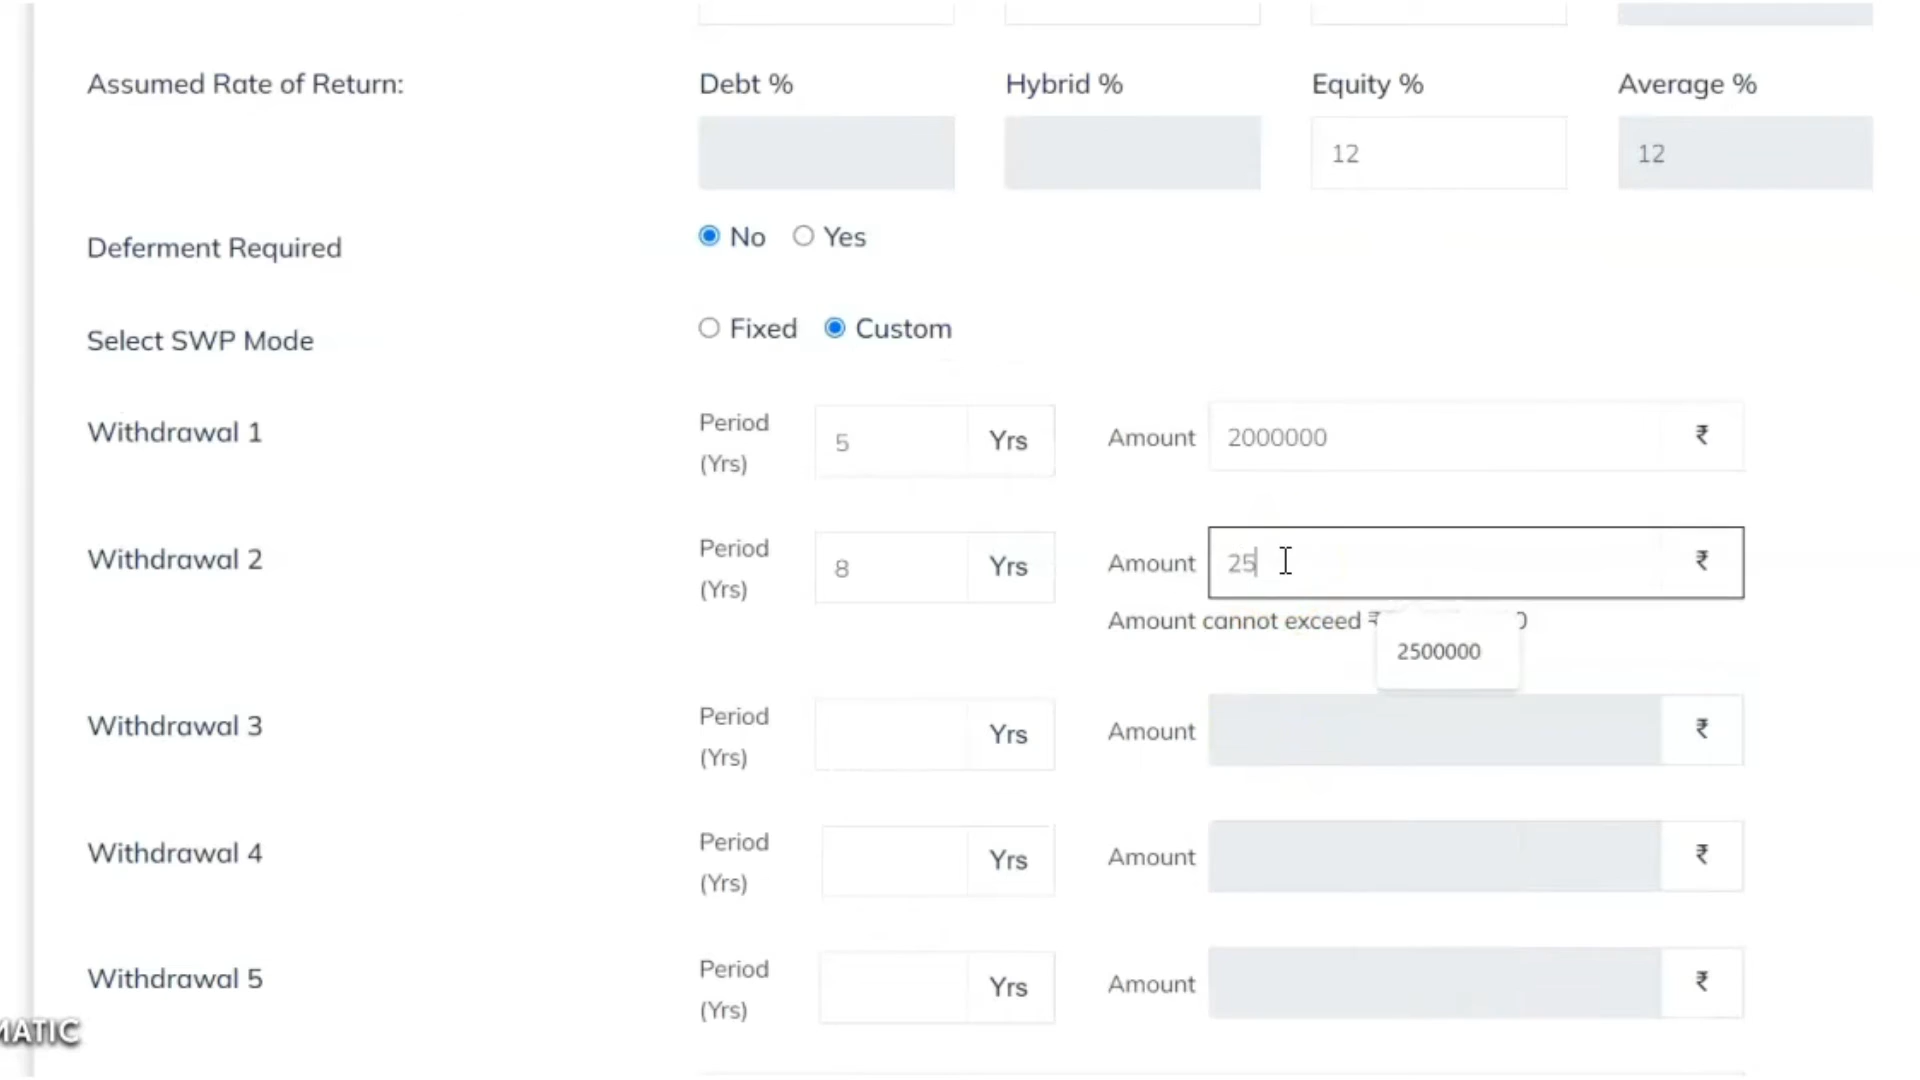 Assumed Rate of Return: Debt % Hybrid % Equity % Average %
12 12
Deferment Required No Yes
Select SWP Mode Fixed Custom
Withdrawal 1 Period (Yrs) 5 Yrs Amount 2000000 ₹
Withdrawal 2 Period (Yrs) 8 Yrs Amount 25 ₹
Amount cannot exceed ₹
2500000
Withdrawal 3 Period (Yrs) Yrs Amount ₹
Withdrawal 4 Period (Yrs) Yrs Amount ₹
Withdrawal 5 Period (Yrs) Yrs Amount ₹
MATIC